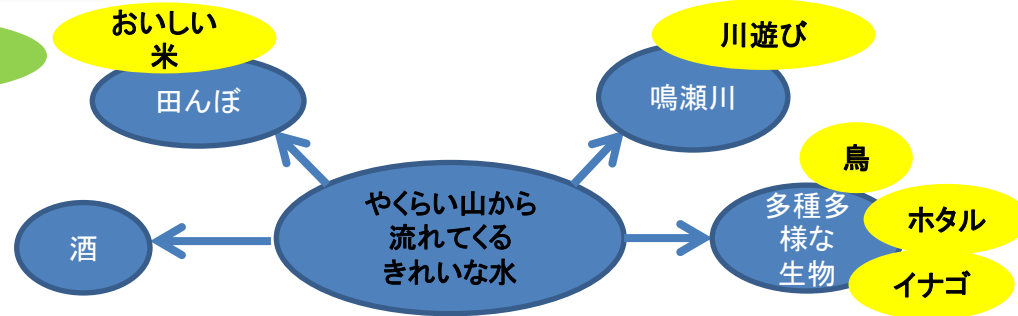 おいしい
米
田んぼ
川遊び
鳴瀬川
鳥
多種多
様な
生物
ホタル
イナゴ
やくらい山から
流れてくる
きれいな水
酒